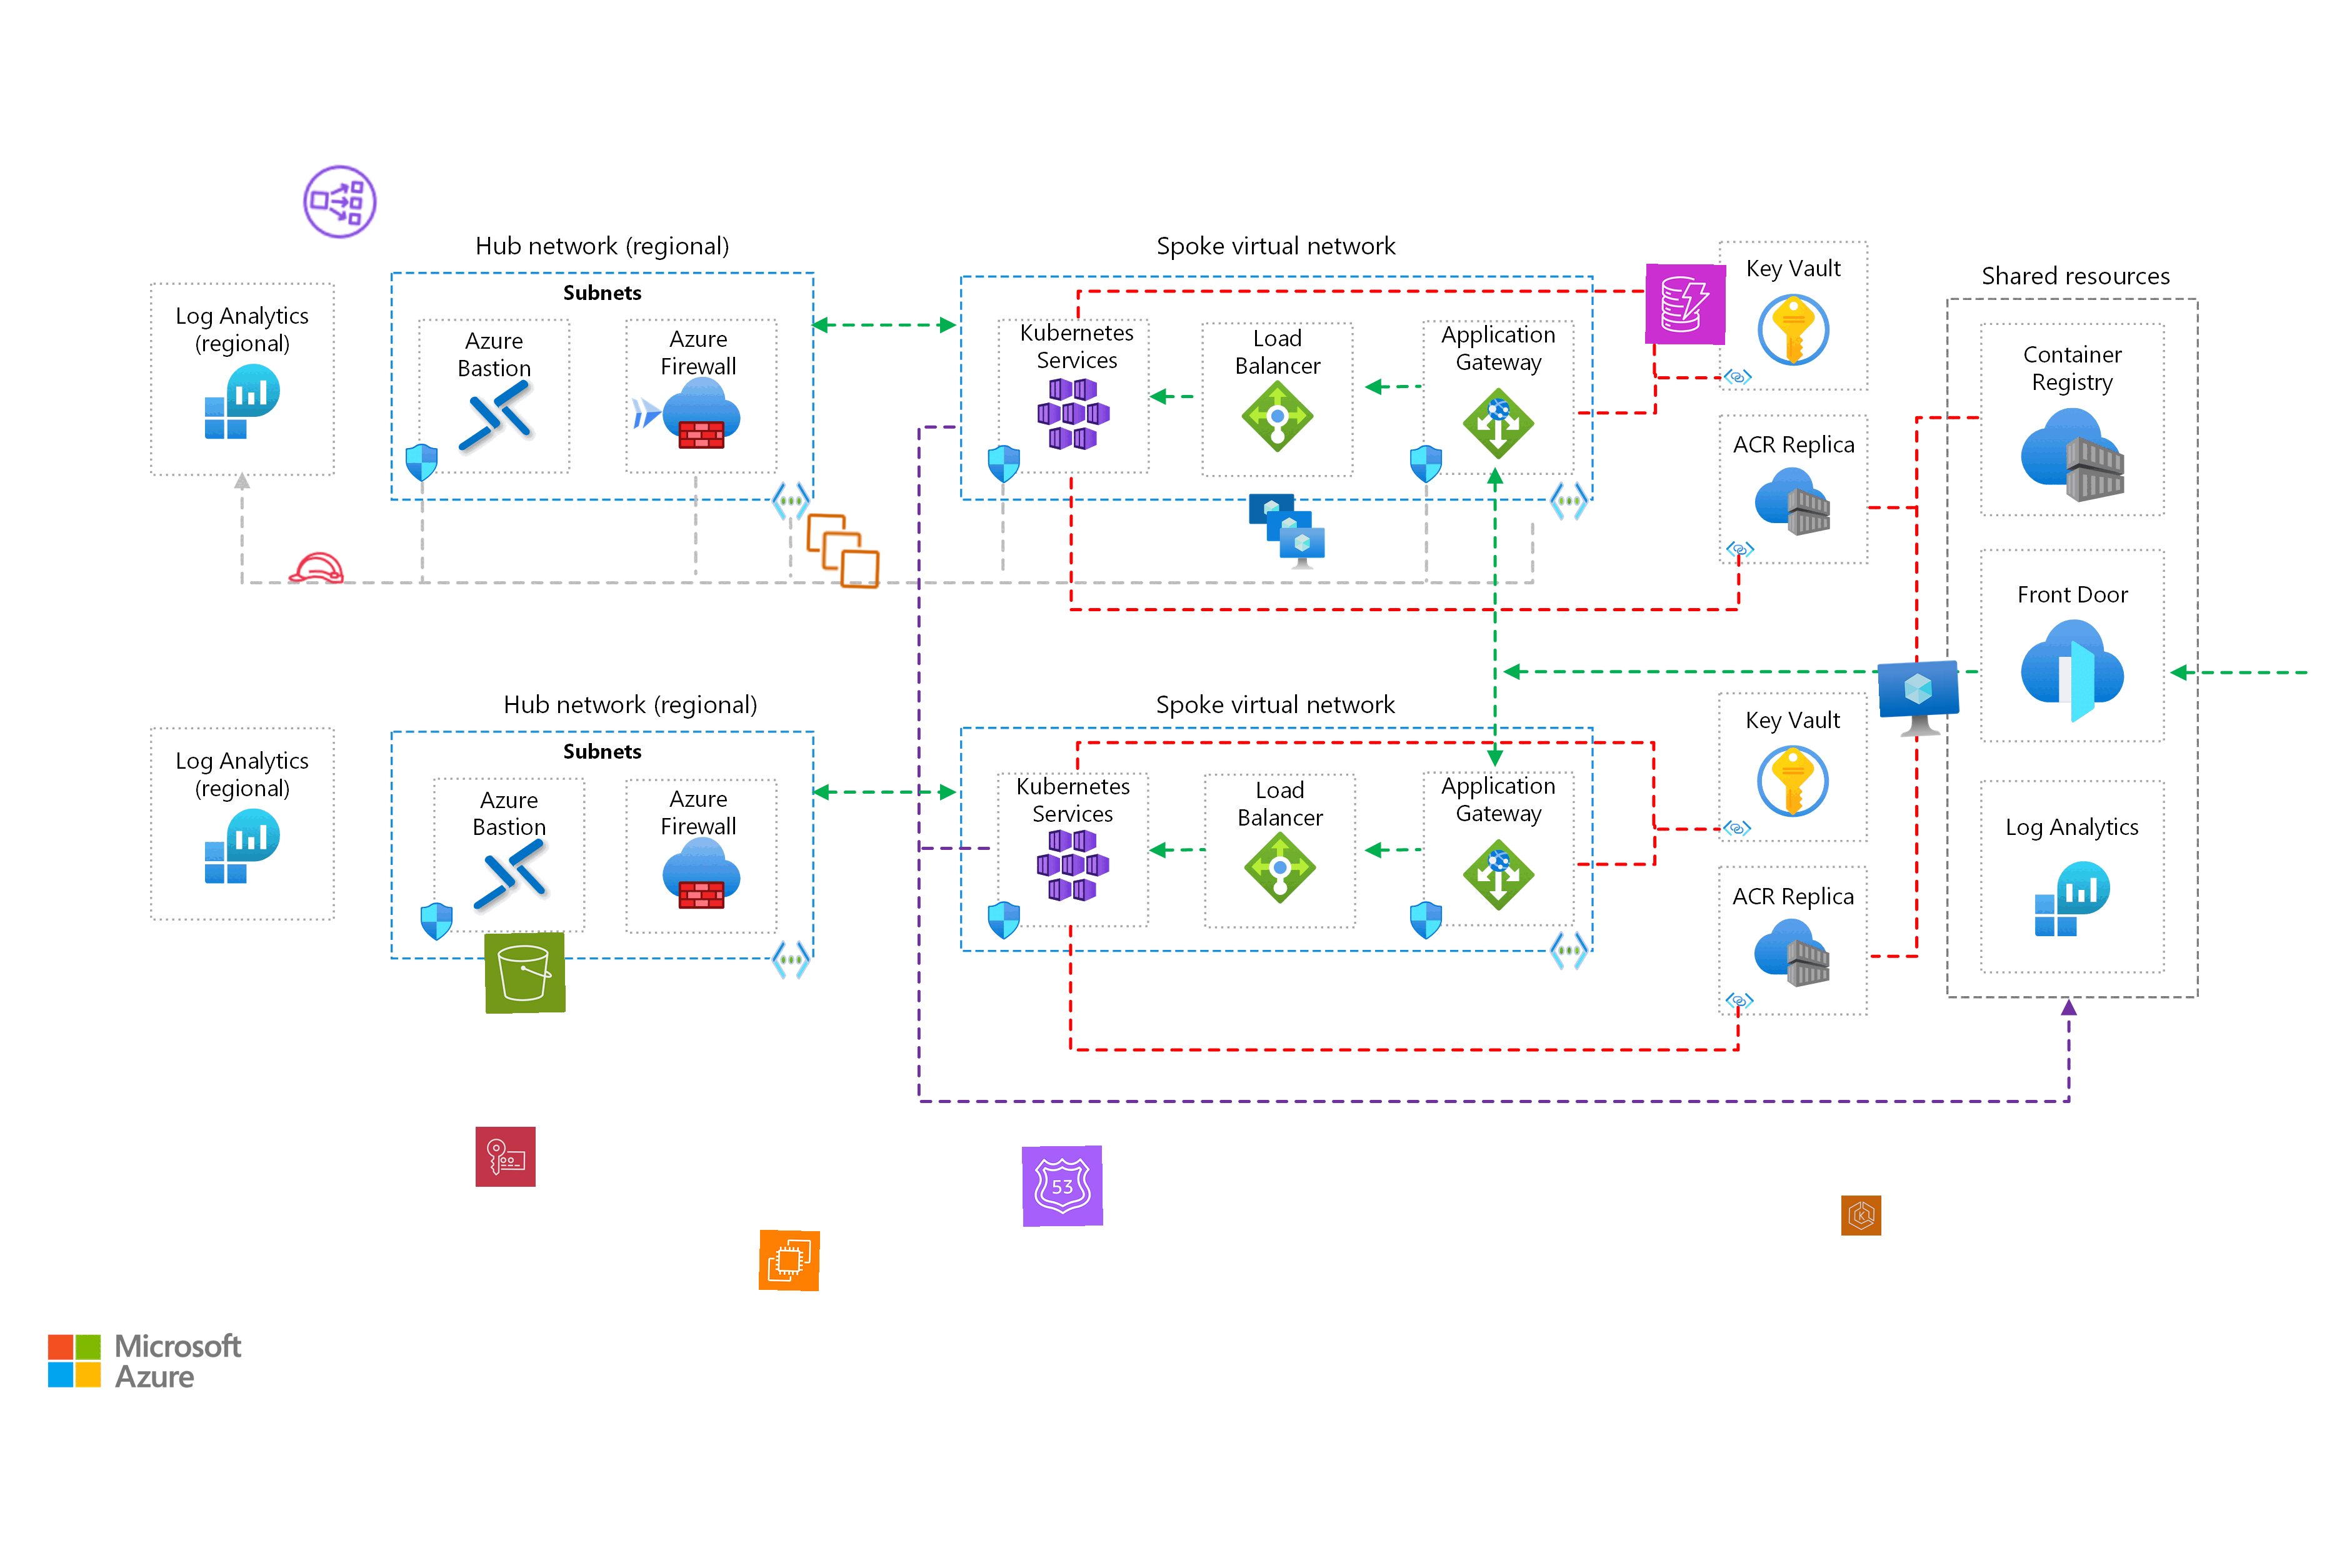 Hub network (regional)
Spoke virtual network
Shared resources
Log Analytics
(regional)
Subnets
Azure
Bastion
Azure
Firewall
Kubernetes
Services
Load
Balancer
Application
Gateway
Key Vault
ACR Replica
Container
Registry
Front Door
Log Analytics
Hub network (regional)
Spoke virtual network
Log Analytics
(regional)
Subnets
Azure
Bastion
Azure
Firewall
Kubernetes
Services
Load
Balancer
Application
Gateway
Key Vault
ACR Replica
53
K
Microsoft
Azure